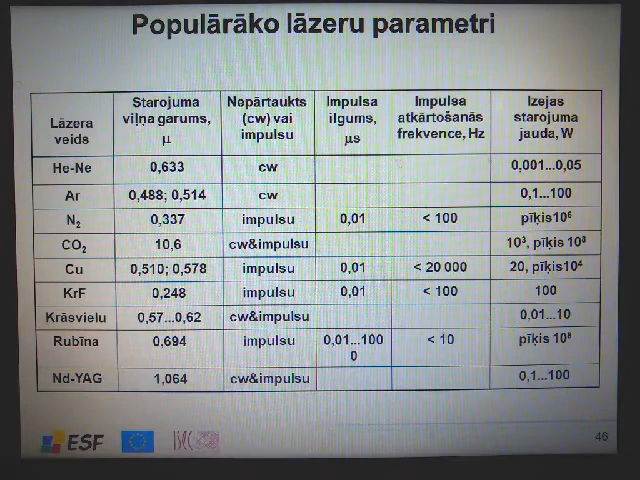 Populārāko lāzeru parametri
Lāzera veids | Starojuma viļņa garums, μ | Nepārtaukts (cw) vai impulsu | Impulsa ilgums, μs | Impulsa atkārtošanās frekvence, Hz | Izejas starojuma jauda, W
He-Ne | 0,633 | cw | | | 0,001...0,05
Ar | 0,488; 0,514 | cw | | | 0,1...100
N₂ | 0,337 | impulsu | 0,01 | < 100 | pīķis10⁶
CO₂ | 10,6 | cw&impulsu | | | 10³, pīķis 10⁹
Cu | 0,510; 0,578 | impulsu | 0,01 | < 20 000 | 20, pīķis10⁴
KrF | 0,248 | impulsu | 0,01 | < 100 | 100
Krāsvielu | 0,57...0,62 | cw&impulsu | | | 0,01...10
Rubīna | 0,694 | impulsu | 0,01...1000 | < 10 | pīķis 10⁸
Nd-YAG | 1,064 | cw&impulsu | | | 0,1...100
ESF
46